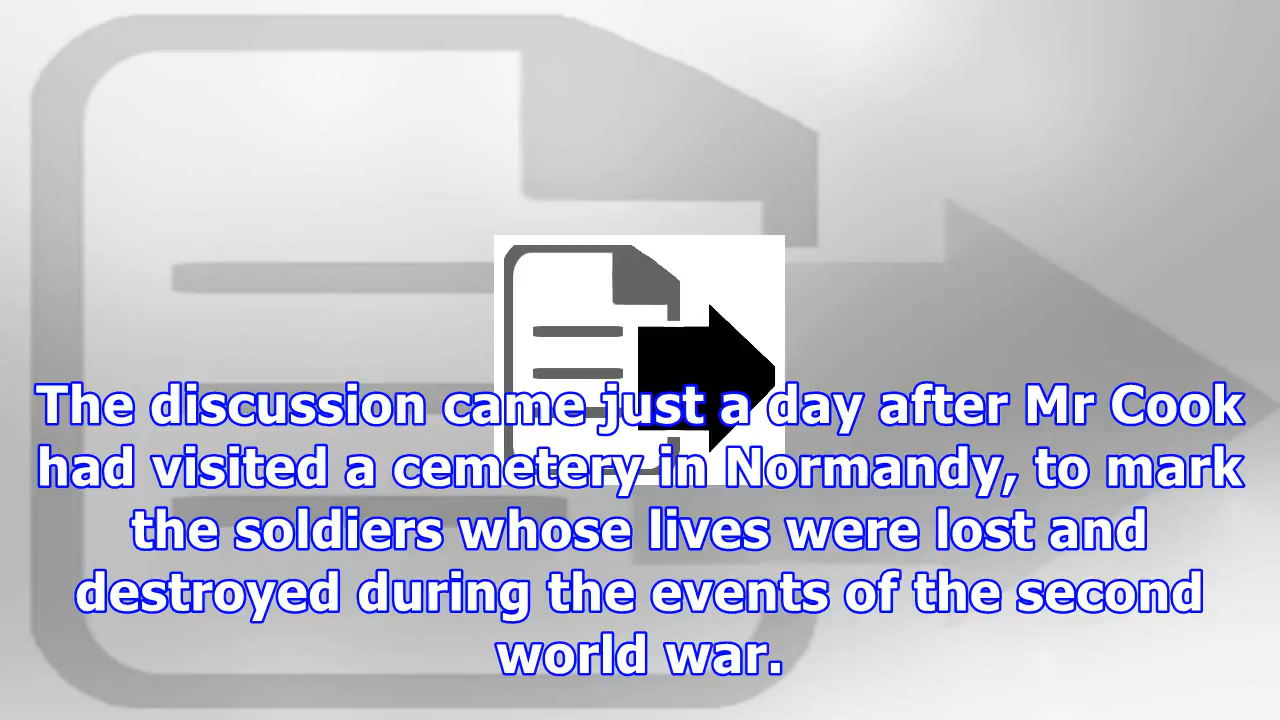 The discussion came just a day after Mr Cook
had visited a cemetery in Normandy, to mark
the soldiers whose lives were lost and
destroyed during the events of the second
world war.